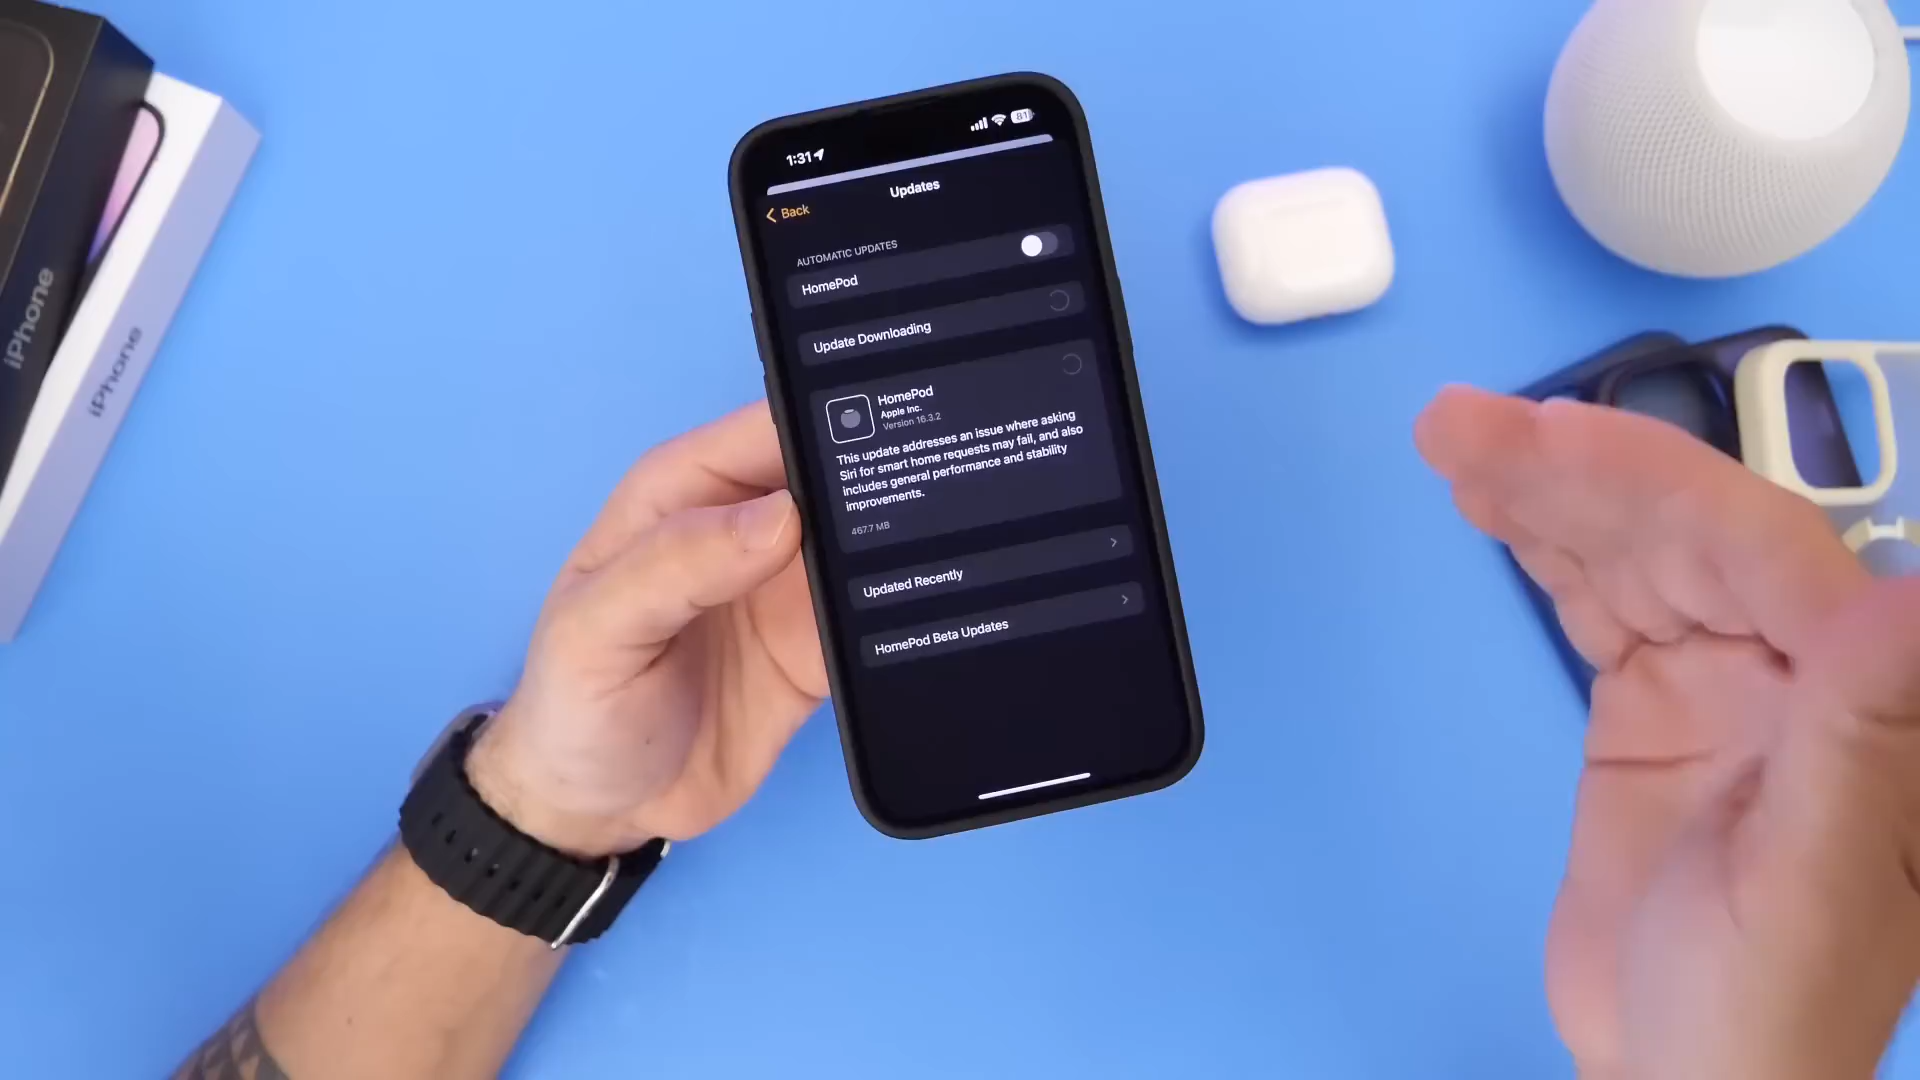 1:31
81
Updates
Back
AUTOMATIC UPDATES
HomePod
Update Downloading
HomePod
Apple Inc.
Version 16.3.2
This update addresses an issue where asking
Siri for smart home requests may fail, and also
includes general performance and stability
improvements.
467.7 MB
Updated Recently
HomePod Beta Updates
iPhone
iPhone